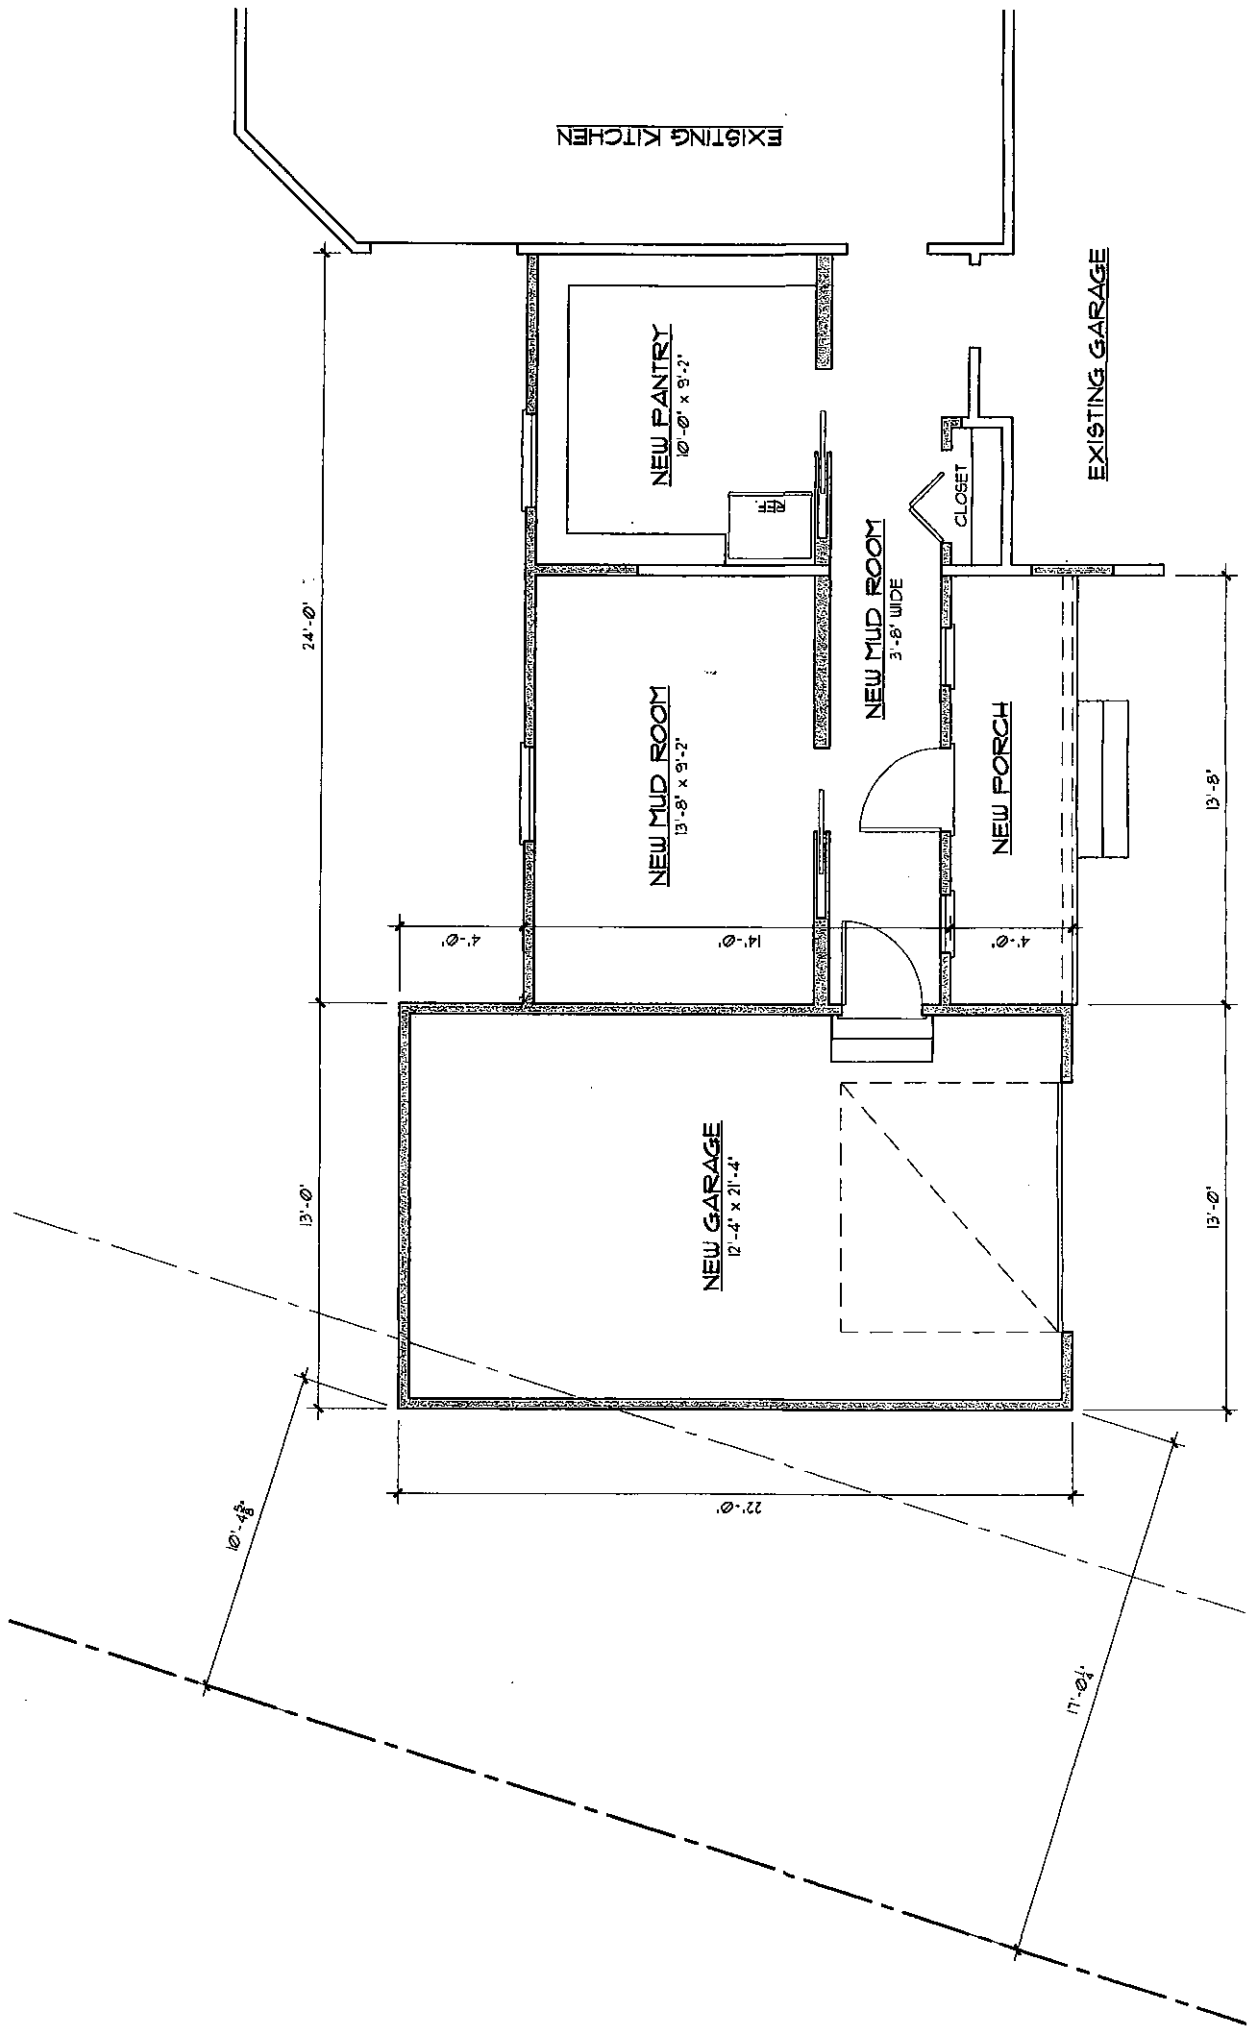 EXISTING KITCHEN
24'-0"
NEW PANTRY
10'-0" x 9'-2"
EXISTING GARAGE
CLOSET
NEW MUD ROOM
3'-8" WIDE
NEW MUD ROOM
13'-8" x 9'-2"
NEW PORCH
13'-8"
4'-0"
14'-0"
4'-0"
13'-0"
NEW GARAGE
12'-4" x 21'-4"
13'-0"
22'-0"
10'-4 5/8"
17'-0 1/4"